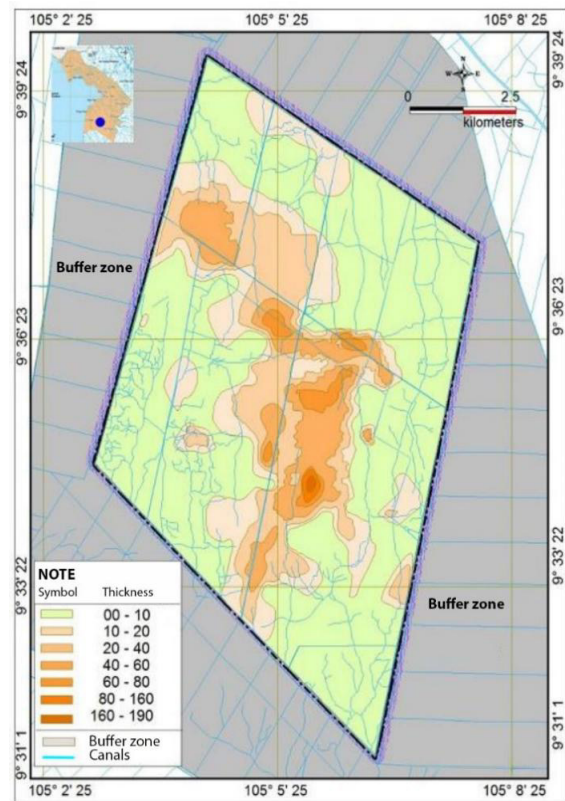 105° 2' 25
105° 5' 25
105° 8' 25
9° 39' 24
9° 39' 24
N
W
E
S
0
2.5
kilometers
Buffer zone
9° 36' 23
9° 36' 23
9° 33' 22
9° 33' 22
NOTE
Symbol Thickness
00 - 10
10 - 20
20 - 40
40 - 60
60 - 80
80 - 160
160 - 190
Buffer zone
Canals
Buffer zone
9° 31' 1
9° 31' 1
105° 2' 25
105° 5' 25
105° 8' 25